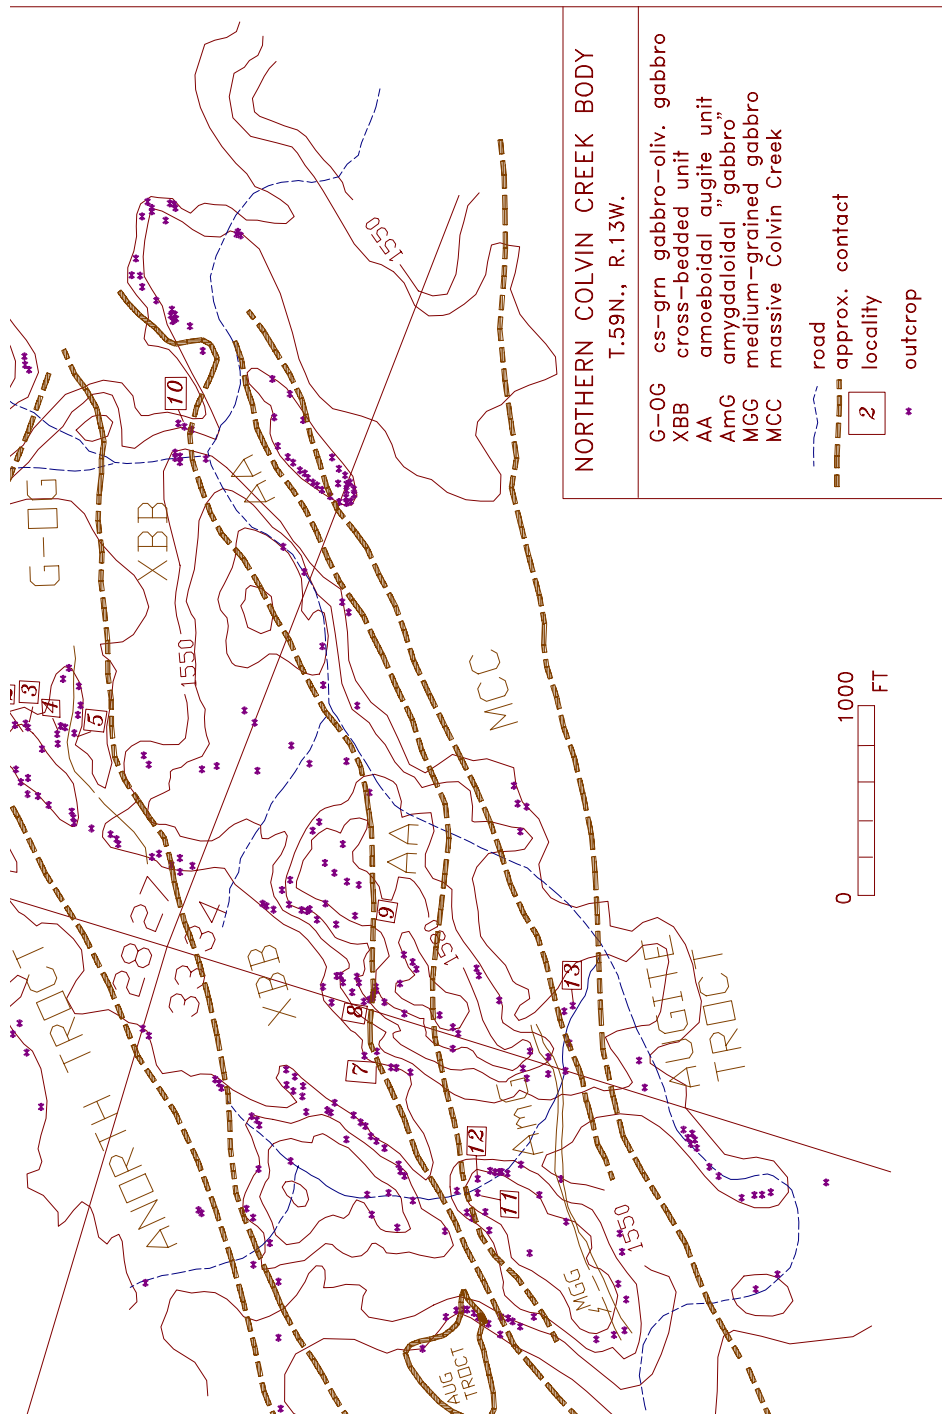 NORTHERN COLVIN CREEK BODY
T.59N., R.13W.
G-OG cs-grn gabbro-oliv. gabbro
XBB cross-bedded unit
AA amoeboidal augite unit
AmG amygdaloidal "gabbro"
MGG medium-grained gabbro
MCC massive Colvin Creek
road
approx. contact
2 locality
outcrop
0 1000
FT
G-OG
XBB
AA
10
1550
1550
3
4
5
MCC
28 27
33 34
ANORTH TROCT
XBB
AA
9
8
7
1580
13
AUGITE
TROCT
AmG
12
11
1550
MGG
AUG
TROCT